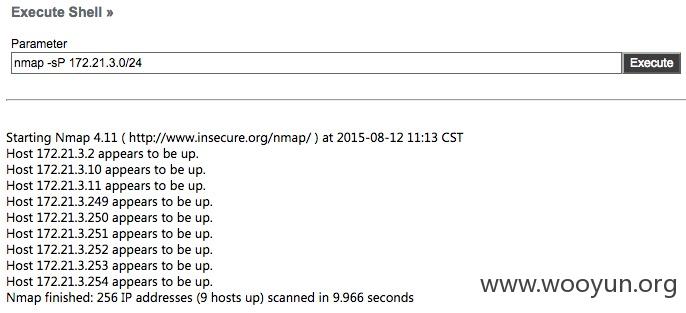 Execute Shell »
Parameter
nmap -sP 172.21.3.0/24 Execute
Starting Nmap 4.11 ( http://www.insecure.org/nmap/ ) at 2015-08-12 11:13 CST
Host 172.21.3.2 appears to be up.
Host 172.21.3.10 appears to be up.
Host 172.21.3.11 appears to be up.
Host 172.21.3.249 appears to be up.
Host 172.21.3.250 appears to be up.
Host 172.21.3.251 appears to be up.
Host 172.21.3.252 appears to be up.
Host 172.21.3.253 appears to be up.
Host 172.21.3.254 appears to be up.
Nmap finished: 256 IP addresses (9 hosts up) scanned in 9.966 seconds
www.wooyun.org